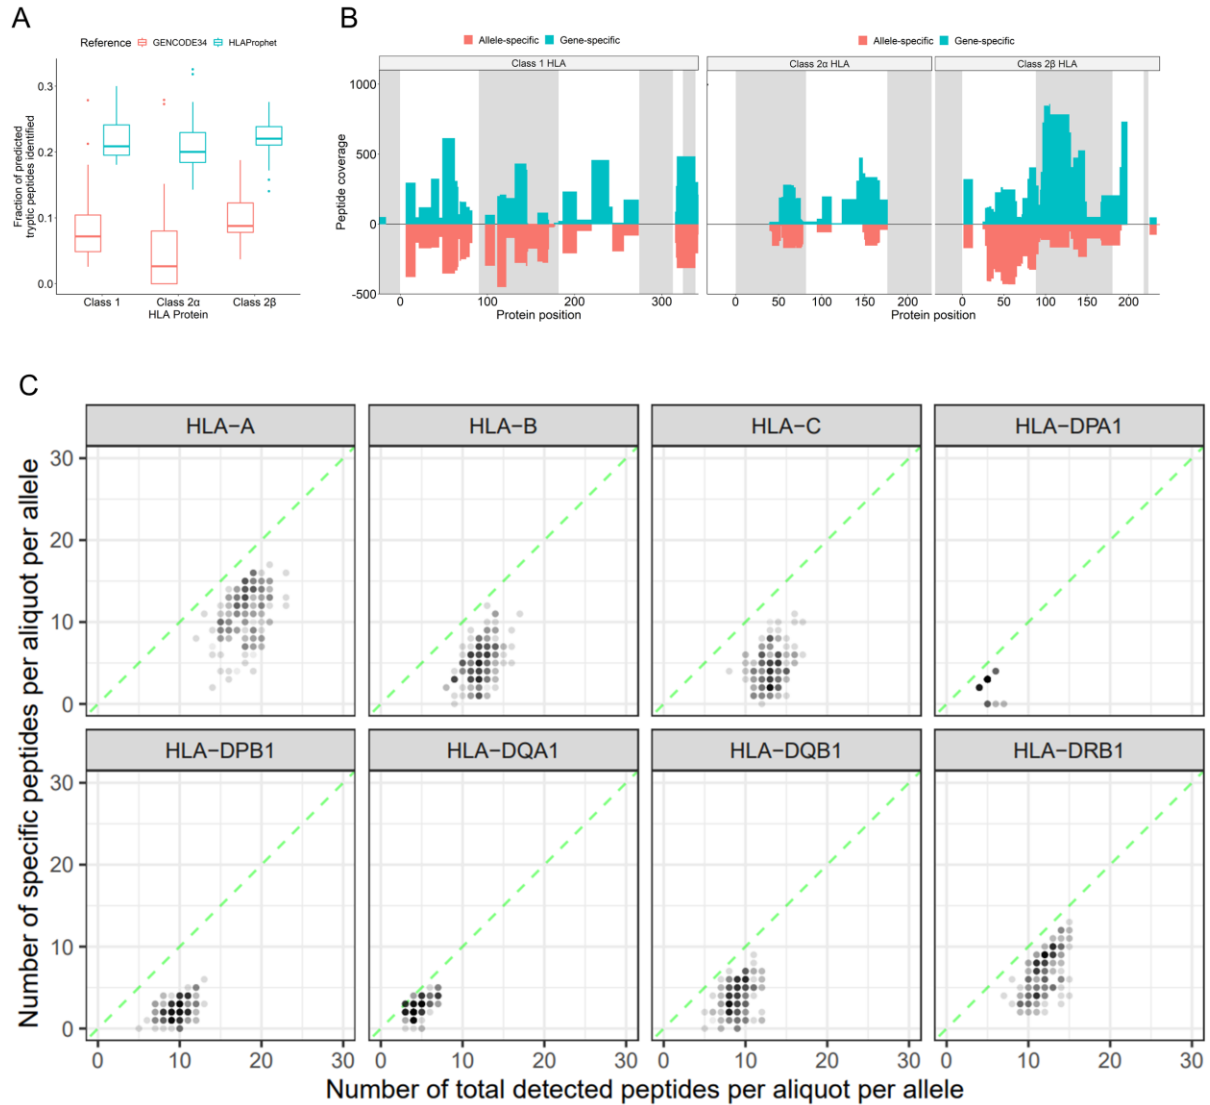 A
Reference GENCODE34 HLAProphet
Fraction of predicted
tryptic peptides identified
0.3
0.2
0.1
0.0
Class 1 Class 2α Class 2β
HLA Protein
B
Allele-specific Gene-specific
Allele-specific Gene-specific
Class 1 HLA
Class 2α HLA
Class 2β HLA
Peptide coverage
1000
500
0
-500
0 100 200 300
Protein position
0 50 100 150 200
0 50 100 150 200
Protein position
C
Number of specific peptides per aliquot per allele
HLA−A
HLA−B
HLA−C
HLA−DPA1
30
20
10
0
HLA−DPB1
HLA−DQA1
HLA−DQB1
HLA−DRB1
30
20
10
0
0 10 20 30
0 10 20 30
0 10 20 30
0 10 20 30
Number of total detected peptides per aliquot per allele